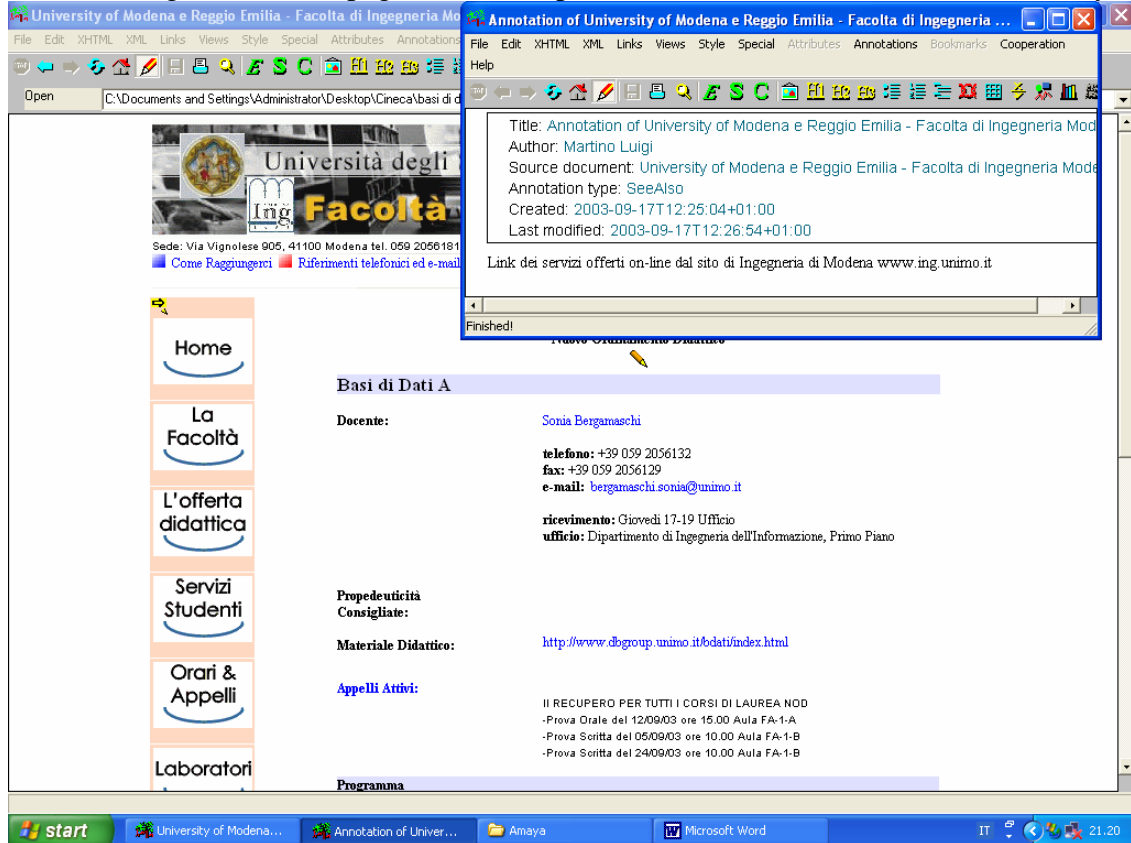 University of Modena e Reggio Emilia - Facolta di Ingegneria Mo
File Edit XHTML XML Links Views Style Special Attributes Annotations
Open C:\Documents and Settings\Administrator\Desktop\Cineca\basi di d
Università degli
Ing Facoltà
Sede: Via Vignolese 905, 41100 Modena tel. 059 2056181
Come Raggiungerci Riferimenti telefonici ed e-mail
Annotation of University of Modena e Reggio Emilia - Facolta di Ingegneria ...
File Edit XHTML XML Links Views Style Special Attributes Annotations Bookmarks Cooperation
Help
Title: Annotation of University of Modena e Reggio Emilia - Facolta di Ingegneria Mod
Author: Martino Luigi
Source document: University of Modena e Reggio Emilia - Facolta di Ingegneria Mode
Annotation type: SeeAlso
Created: 2003-09-17T12:25:04+01:00
Last modified: 2003-09-17T12:26:54+01:00
Link dei servizi offerti on-line dal sito di Ingegneria di Modena www.ing.unimo.it
Finished!
Home
La
Facoltà
L'offerta
didattica
Servizi
Studenti
Orari &
Appelli
Laboratori
Nuovo Ordinamento Didattico
Basi di Dati A
Docente: Sonia Bergamaschi
telefono: +39 059 2056132
fax: +39 059 2056129
e-mail: bergamaschi.sonia@unimo.it
ricevimento: Giovedi 17-19 Ufficio
ufficio: Dipartimento di Ingegneria dell'Informazione, Primo Piano
Propedeuticità
Consigliate:
Materiale Didattico: http://www.dbgroup.unimo.it/bdati/index.html
Appelli Attivi:
II RECUPERO PER TUTTI I CORSI DI LAUREA NOD
-Prova Orale del 12/09/03 ore 15.00 Aula FA-1-A
-Prova Scritta del 05/09/03 ore 10.00 Aula FA-1-B
-Prova Scritta del 24/09/03 ore 10.00 Aula FA-1-B
Programma
start University of Modena... Annotation of Univer... Amaya Microsoft Word IT 21.20